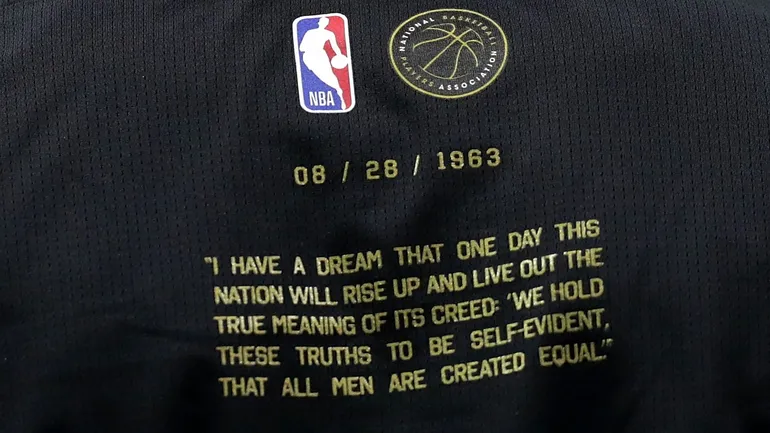 NBA
NATIONAL BASKETBALL
PLAYERS ASSOCIATION
08 / 28 / 1963
"I HAVE A DREAM THAT ONE DAY THIS
NATION WILL RISE UP AND LIVE OUT THE
TRUE MEANING OF ITS CREED: 'WE HOLD
THESE TRUTHS TO BE SELF-EVIDENT,
THAT ALL MEN ARE CREATED EQUAL.'"